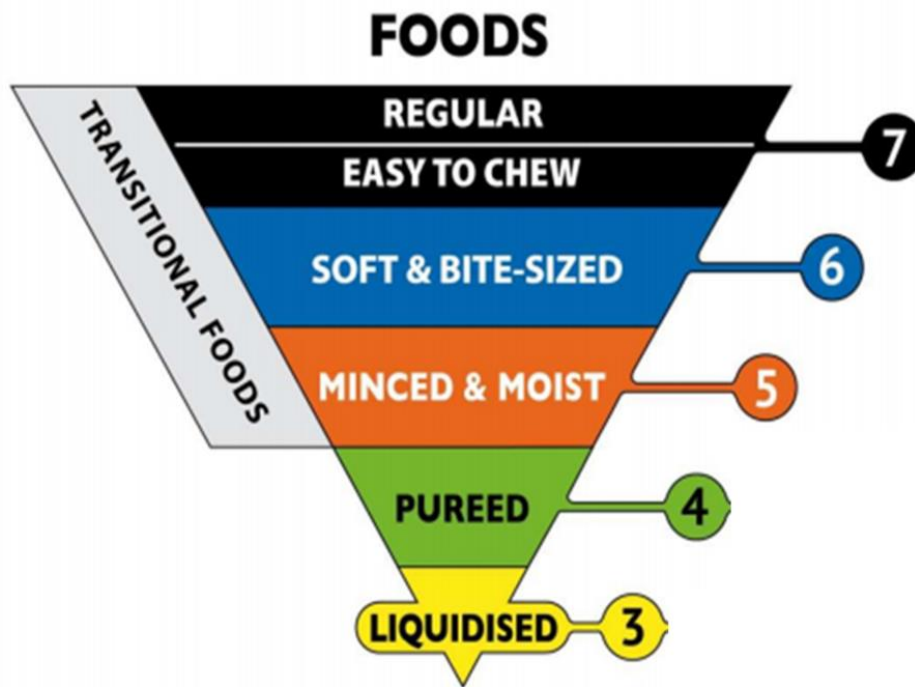 FOODS
TRANSITIONAL FOODS
REGULAR
EASY TO CHEW
7
SOFT & BITE-SIZED
6
MINCED & MOIST
5
PUREED
4
LIQUIDISED
3